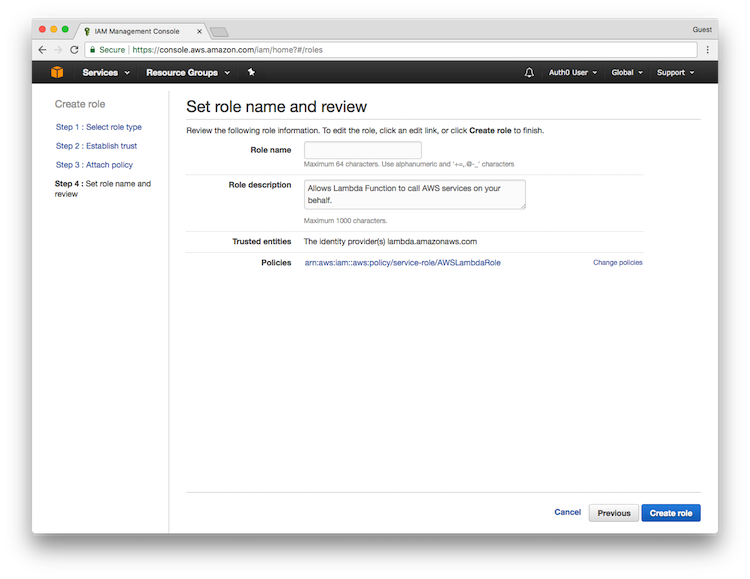 IAM Management Console
Guest
Secure | https://console.aws.amazon.com/iam/home?#/roles
Services Resource Groups Auth0 User Global Support
Create role
Step 1 : Select role type
Step 2 : Establish trust
Step 3 : Attach policy
Step 4 : Set role name and
review
Set role name and review
Review the following role information. To edit the role, click an edit link, or click Create role to finish.
Role name
Maximum 64 characters. Use alphanumeric and '+=,.@-_' characters
Role description
Allows Lambda Function to call AWS services on your
behalf.
Maximum 1000 characters.
Trusted entities The identity provider(s) lambda.amazonaws.com
Policies arn:aws:iam::aws:policy/service-role/AWSLambdaRole Change policies
Cancel Previous Create role